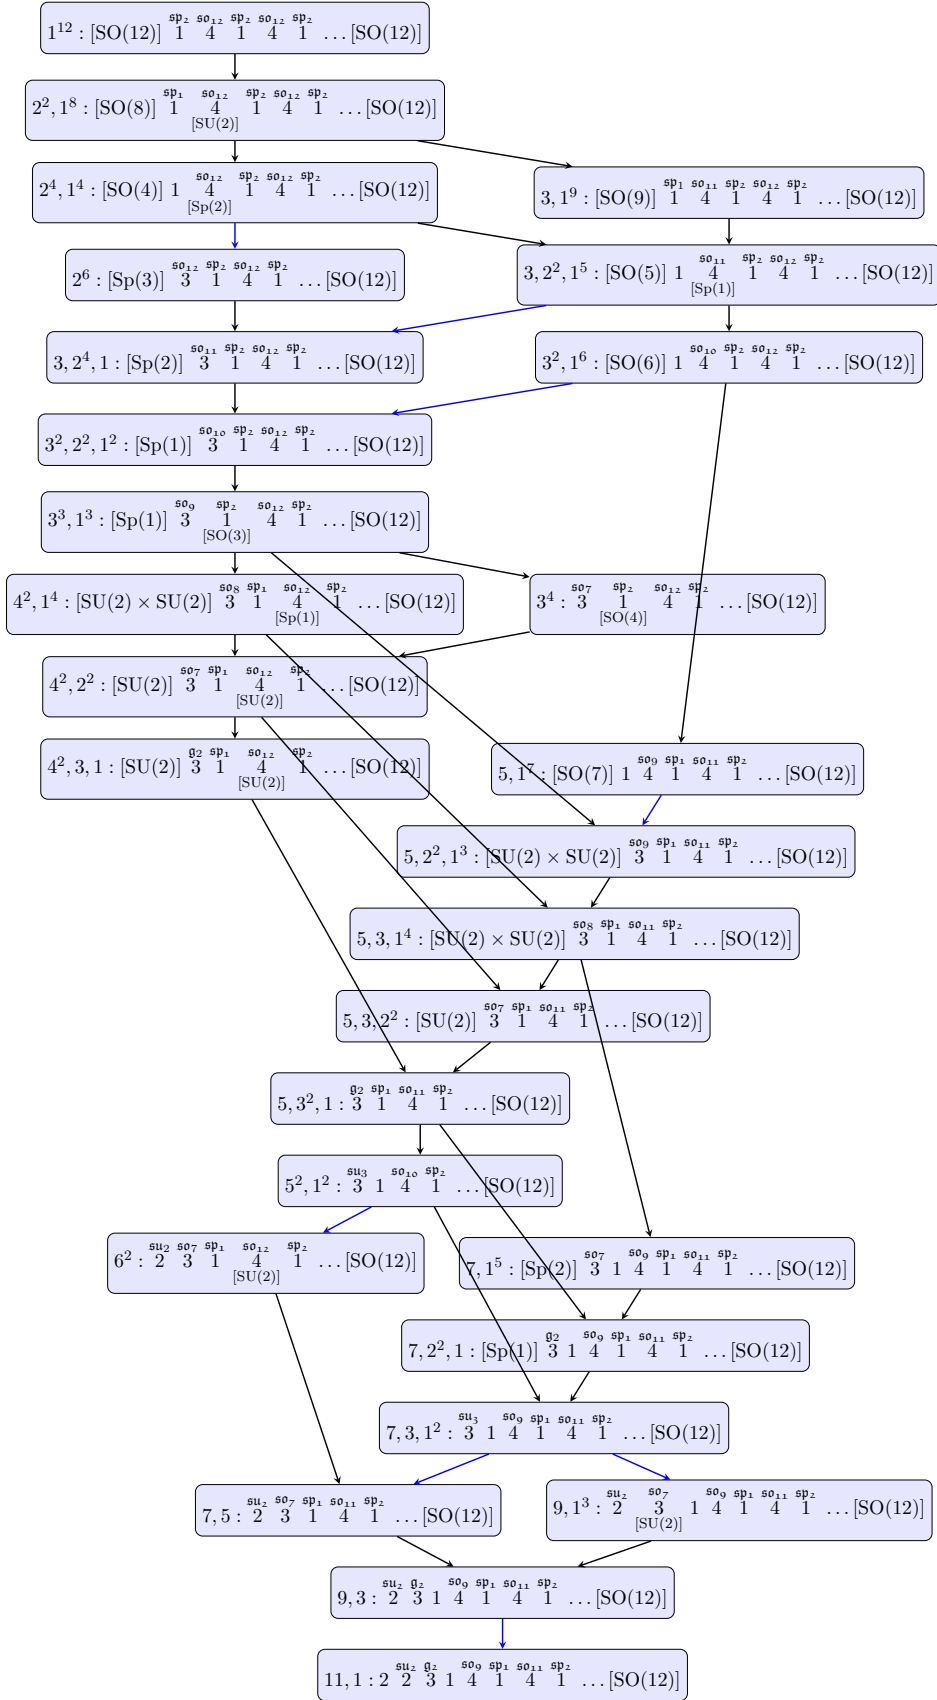 𝔰𝔭₂ 𝔰𝔬₁₂ 𝔰𝔭₂ 𝔰𝔬₁₂ 𝔰𝔭₂
1¹² : [SO(12)] 1 4 1 4 1 … [SO(12)]
𝔰𝔭₁ 𝔰𝔬₁₂ 𝔰𝔭₂ 𝔰𝔬₁₂ 𝔰𝔭₂
2², 1⁸ : [SO(8)] 1 4 1 4 1 … [SO(12)]
[SU(2)]
𝔰𝔬₁₂ 𝔰𝔭₂ 𝔰𝔬₁₂ 𝔰𝔭₂
2⁴, 1⁴ : [SO(4)] 1 4 1 4 1 … [SO(12)]
[Sp(2)]
𝔰𝔭₁ 𝔰𝔬₁₁ 𝔰𝔭₂ 𝔰𝔬₁₂ 𝔰𝔭₂
3, 1⁹ : [SO(9)] 1 4 1 4 1 … [SO(12)]
𝔰𝔬₁₂ 𝔰𝔭₂ 𝔰𝔬₁₂ 𝔰𝔭₂
2⁶ : [Sp(3)] 3 1 4 1 … [SO(12)]
𝔰𝔬₁₁ 𝔰𝔭₂ 𝔰𝔬₁₂ 𝔰𝔭₂
3, 2², 1⁵ : [SO(5)] 1 4 1 4 1 … [SO(12)]
[Sp(1)]
𝔰𝔬₁₁ 𝔰𝔭₂ 𝔰𝔬₁₂ 𝔰𝔭₂
3, 2⁴, 1 : [Sp(2)] 3 1 4 1 … [SO(12)]
𝔰𝔬₁₀ 𝔰𝔭₂ 𝔰𝔬₁₂ 𝔰𝔭₂
3², 1⁶ : [SO(6)] 1 4 1 4 1 … [SO(12)]
𝔰𝔬₁₀ 𝔰𝔭₂ 𝔰𝔬₁₂ 𝔰𝔭₂
3², 2², 1² : [Sp(1)] 3 1 4 1 … [SO(12)]
𝔰𝔬₉ 𝔰𝔭₂ 𝔰𝔬₁₂ 𝔰𝔭₂
3³, 1³ : [Sp(1)] 3 1 4 1 … [SO(12)]
[SO(3)]
𝔰𝔬₈ 𝔰𝔭₁ 𝔰𝔬₁₂ 𝔰𝔭₂
4², 1⁴ : [SU(2) × SU(2)] 3 1 4 1 … [SO(12)]
[Sp(1)]
𝔰𝔬₇ 𝔰𝔭₂ 𝔰𝔬₁₂ 𝔰𝔭₂
3⁴ : 3 1 4 1 … [SO(12)]
[SO(4)]
𝔰𝔬₇ 𝔰𝔭₁ 𝔰𝔬₁₂ 𝔰𝔭₂
4², 2² : [SU(2)] 3 1 4 1 … [SO(12)]
[SU(2)]
𝔤₂ 𝔰𝔭₁ 𝔰𝔬₁₂ 𝔰𝔭₂
4², 3, 1 : [SU(2)] 3 1 4 1 … [SO(12)]
[SU(2)]
𝔰𝔬₉ 𝔰𝔭₁ 𝔰𝔬₁₁ 𝔰𝔭₂
5, 1⁷ : [SO(7)] 1 4 1 4 1 … [SO(12)]
𝔰𝔬₉ 𝔰𝔭₁ 𝔰𝔬₁₁ 𝔰𝔭₂
5, 2², 1³ : [SU(2) × SU(2)] 3 1 4 1 … [SO(12)]
𝔰𝔬₈ 𝔰𝔭₁ 𝔰𝔬₁₁ 𝔰𝔭₂
5, 3, 1⁴ : [SU(2) × SU(2)] 3 1 4 1 … [SO(12)]
𝔰𝔬₇ 𝔰𝔭₁ 𝔰𝔬₁₁ 𝔰𝔭₂
5, 3, 2² : [SU(2)] 3 1 4 1 … [SO(12)]
𝔤₂ 𝔰𝔭₁ 𝔰𝔬₁₁ 𝔰𝔭₂
5, 3², 1 : 3 1 4 1 … [SO(12)]
𝔰𝔲₃ 𝔰𝔬₁₀ 𝔰𝔭₂
5², 1² : 3 1 4 1 … [SO(12)]
𝔰𝔲₂ 𝔰𝔬₇ 𝔰𝔭₁ 𝔰𝔬₁₂ 𝔰𝔭₂
6² : 2 3 1 4 1 … [SO(12)]
[SU(2)]
𝔰𝔬₇ 𝔰𝔬₉ 𝔰𝔭₁ 𝔰𝔬₁₁ 𝔰𝔭₂
7, 1⁵ : [Sp(2)] 3 1 4 1 4 1 … [SO(12)]
𝔤₂ 𝔰𝔬₉ 𝔰𝔭₁ 𝔰𝔬₁₁ 𝔰𝔭₂
7, 2², 1 : [Sp(1)] 3 1 4 1 4 1 … [SO(12)]
𝔰𝔲₃ 𝔰𝔬₉ 𝔰𝔭₁ 𝔰𝔬₁₁ 𝔰𝔭₂
7, 3, 1² : 3 1 4 1 4 1 … [SO(12)]
𝔰𝔲₂ 𝔰𝔬₇ 𝔰𝔭₁ 𝔰𝔬₁₁ 𝔰𝔭₂
7, 5 : 2 3 1 4 1 … [SO(12)]
𝔰𝔲₂ 𝔰𝔬₇ 𝔰𝔬₉ 𝔰𝔭₁ 𝔰𝔬₁₁ 𝔰𝔭₂
9, 1³ : 2 3 1 4 1 4 1 … [SO(12)]
[SU(2)]
𝔰𝔲₂ 𝔤₂ 𝔰𝔬₉ 𝔰𝔭₁ 𝔰𝔬₁₁ 𝔰𝔭₂
9, 3 : 2 3 1 4 1 4 1 … [SO(12)]
𝔰𝔲₂ 𝔤₂ 𝔰𝔬₉ 𝔰𝔭₁ 𝔰𝔬₁₁ 𝔰𝔭₂
11, 1 : 2 2 3 1 4 1 4 1 … [SO(12)]